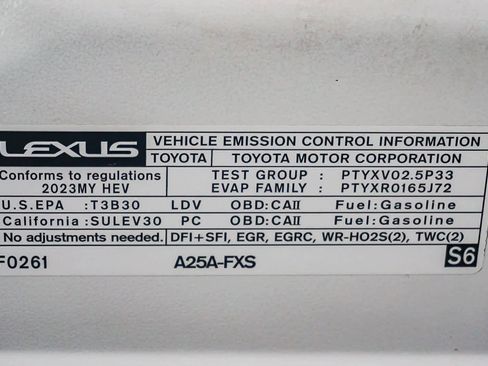 LEXUS VEHICLE EMISSION CONTROL INFORMATION
TOYOTA TOYOTA MOTOR CORPORATION
Conforms to regulations TEST GROUP : PTYXV02.5P33
2023MY HEV EVAP FAMILY : PTYXR0165J72
U.S.EPA :T3B30 LDV OBD:CAII Fuel:Gasoline
California :SULEV30 PC OBD:CAII Fuel:Gasoline
No adjustments needed. DFI+SFI, EGR, EGRC, WR-HO2S(2), TWC(2)
F0261 A25A-FXS S6